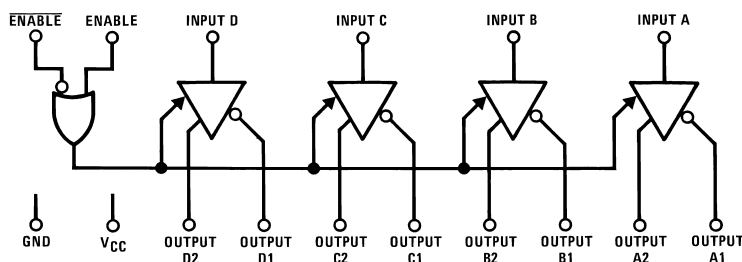 ENABLE ENABLE INPUT D INPUT C INPUT B INPUT A
GND VCC OUTPUT D2 OUTPUT D1 OUTPUT C2 OUTPUT C1 OUTPUT B2 OUTPUT B1 OUTPUT A2 OUTPUT A1